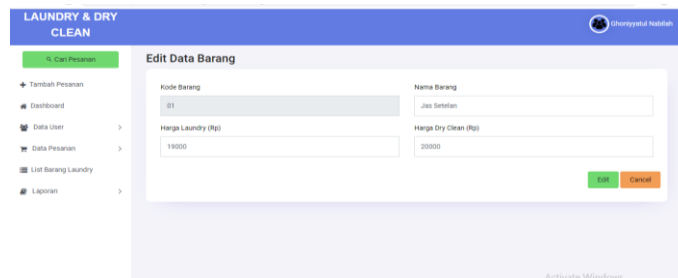 LAUNDRY & DRY
CLEAN
Ghoniyyatul Nabilah
Cari Pesanan
Tambah Pesanan
Dashboard
Data User
Data Pesanan
List Barang Laundry
Laporan
Edit Data Barang
Kode Barang
Nama Barang
01
Jas Setelan
Harga Laundry (Rp)
Harga Dry Clean (Rp)
19000
20000
Edit
Cancel
Activate Windows